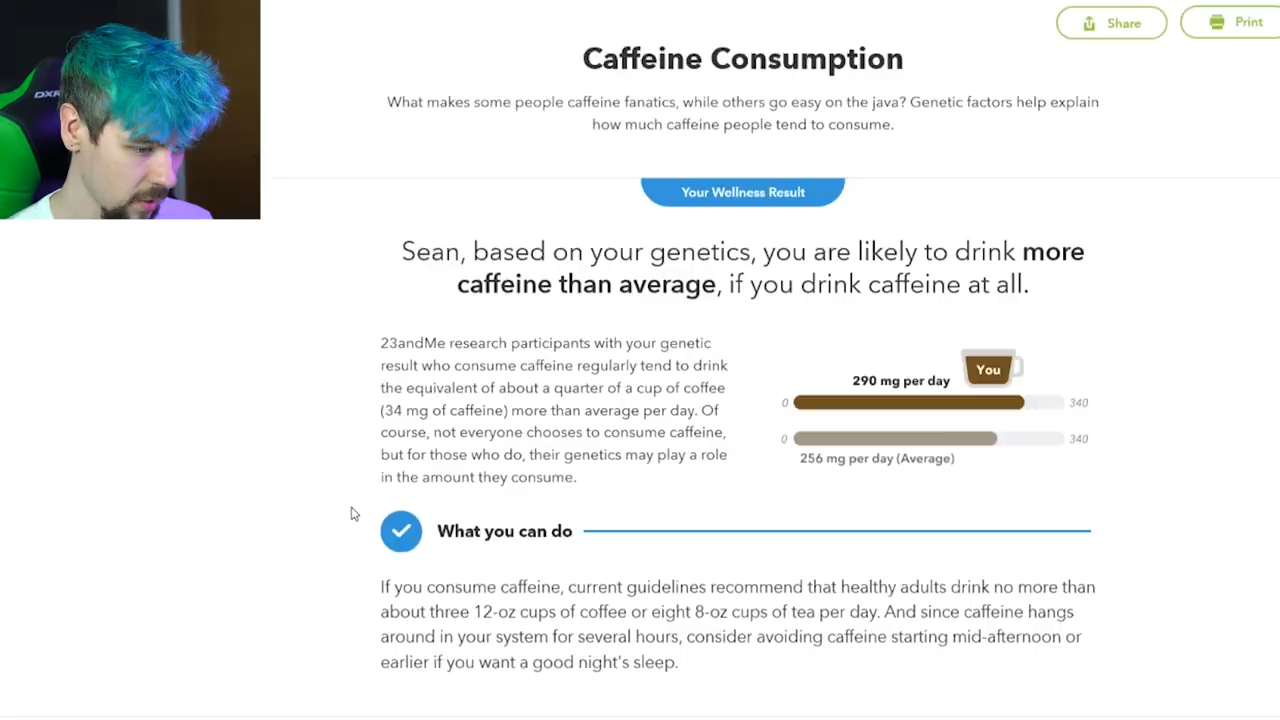 Share
Print
Caffeine Consumption
What makes some people caffeine fanatics, while others go easy on the java? Genetic factors help explain
how much caffeine people tend to consume.
Your Wellness Result
Sean, based on your genetics, you are likely to drink more
caffeine than average, if you drink caffeine at all.
23andMe research participants with your genetic
result who consume caffeine regularly tend to drink
the equivalent of about a quarter of a cup of coffee
(34 mg of caffeine) more than average per day. Of
course, not everyone chooses to consume caffeine,
but for those who do, their genetics may play a role
in the amount they consume.
You
290 mg per day
0 340
0 340
256 mg per day (Average)
What you can do
If you consume caffeine, current guidelines recommend that healthy adults drink no more than
about three 12-oz cups of coffee or eight 8-oz cups of tea per day. And since caffeine hangs
around in your system for several hours, consider avoiding caffeine starting mid-afternoon or
earlier if you want a good night's sleep.